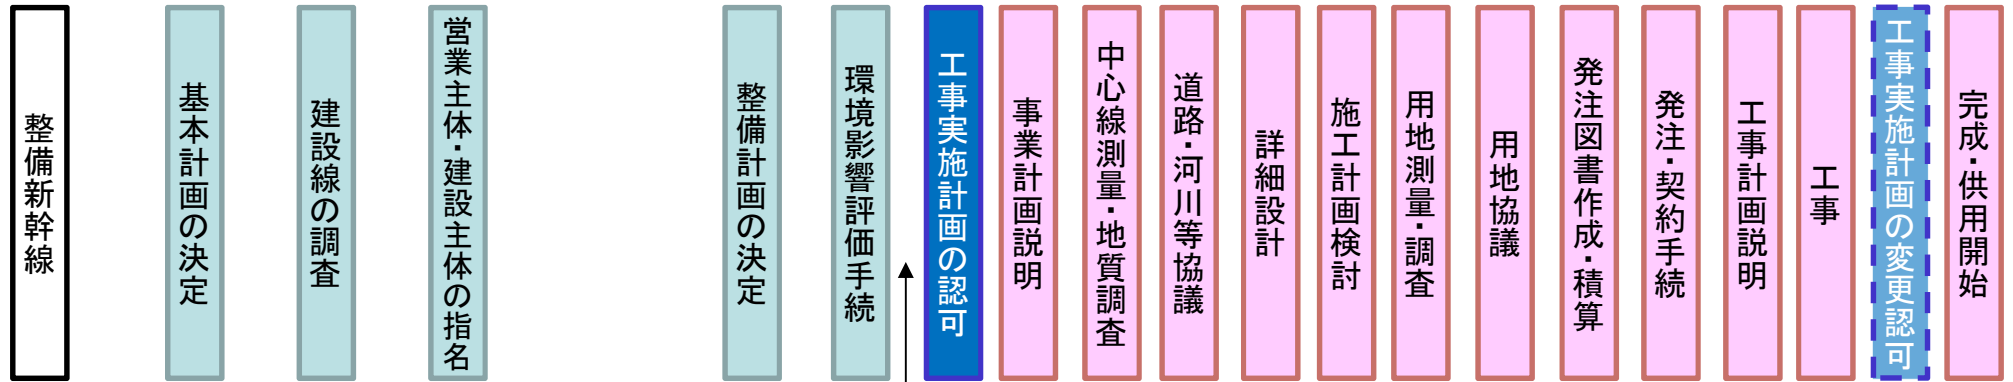 整備新幹線
基本計画の決定
建設線の調査
営業主体・建設主体の指名
整備計画の決定
環境影響評価手続
工事実施計画の認可
事業計画説明
中心線測量・地質調査
道路・河川等協議
詳細設計
施工計画検討
用地測量・調査
用地協議
発注図書作成・積算
発注・契約手続
工事計画説明
工事
工事実施計画の変更認可
完成・供用開始